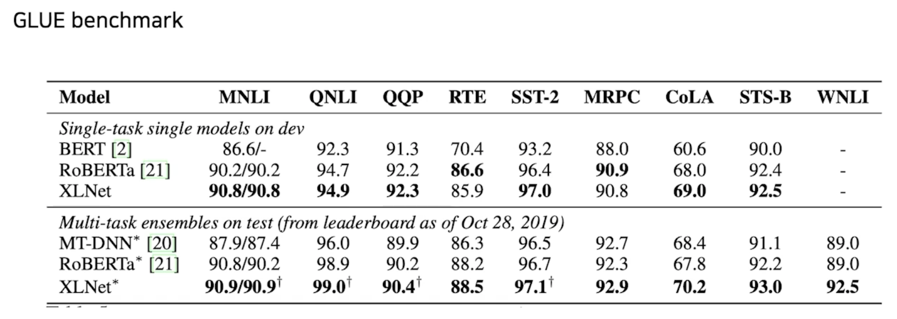 GLUE benchmark
Model MNLI QNLI QQP RTE SST-2 MRPC CoLA STS-B WNLI
Single-task single models on dev
BERT [2] 86.6/- 92.3 91.3 70.4 93.2 88.0 60.6 90.0 -
RoBERTa [21] 90.2/90.2 94.7 92.2 86.6 96.4 90.9 68.0 92.4 -
XLNet 90.8/90.8 94.9 92.3 85.9 97.0 90.8 69.0 92.5 -
Multi-task ensembles on test (from leaderboard as of Oct 28, 2019)
MT-DNN* [20] 87.9/87.4 96.0 89.9 86.3 96.5 92.7 68.4 91.1 89.0
RoBERTa* [21] 90.8/90.2 98.9 90.2 88.2 96.7 92.3 67.8 92.2 89.0
XLNet* 90.9/90.9† 99.0† 90.4† 88.5 97.1† 92.9 70.2 93.0 92.5